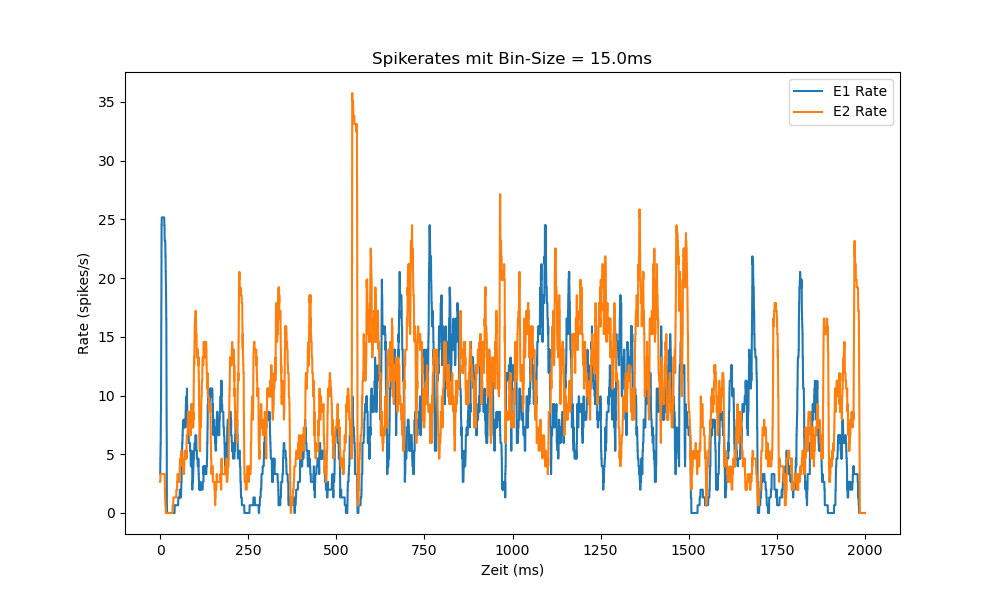 Spikerates mit Bin-Size = 15.0ms
E1 Rate
E2 Rate
Rate (spikes/s)
35
30
25
20
15
10
5
0
0 250 500 750 1000 1250 1500 1750 2000
Zeit (ms)